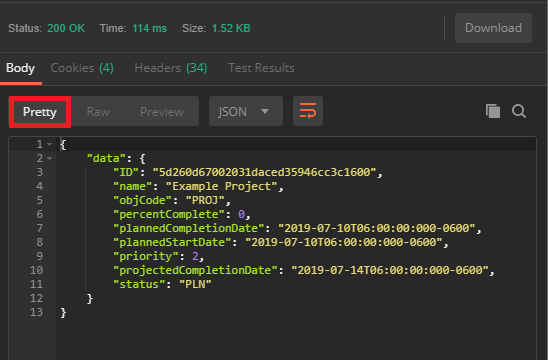 Status: 200 OK Time: 114 ms Size: 1.52 KB Download
Body Cookies (4) Headers (34) Test Results
Pretty Raw Preview JSON
1 {
2 "data": {
3 "ID": "5d260d67002031daced35946cc3c1600",
4 "name": "Example Project",
5 "objCode": "PROJ",
6 "percentComplete": 0,
7 "plannedCompletionDate": "2019-07-10T06:00:00:000-0600",
8 "plannedStartDate": "2019-07-10T06:00:00:000-0600",
9 "priority": 2,
10 "projectedCompletionDate": "2019-07-14T06:00:00:000-0600",
11 "status": "PLN"
12 }
13 }